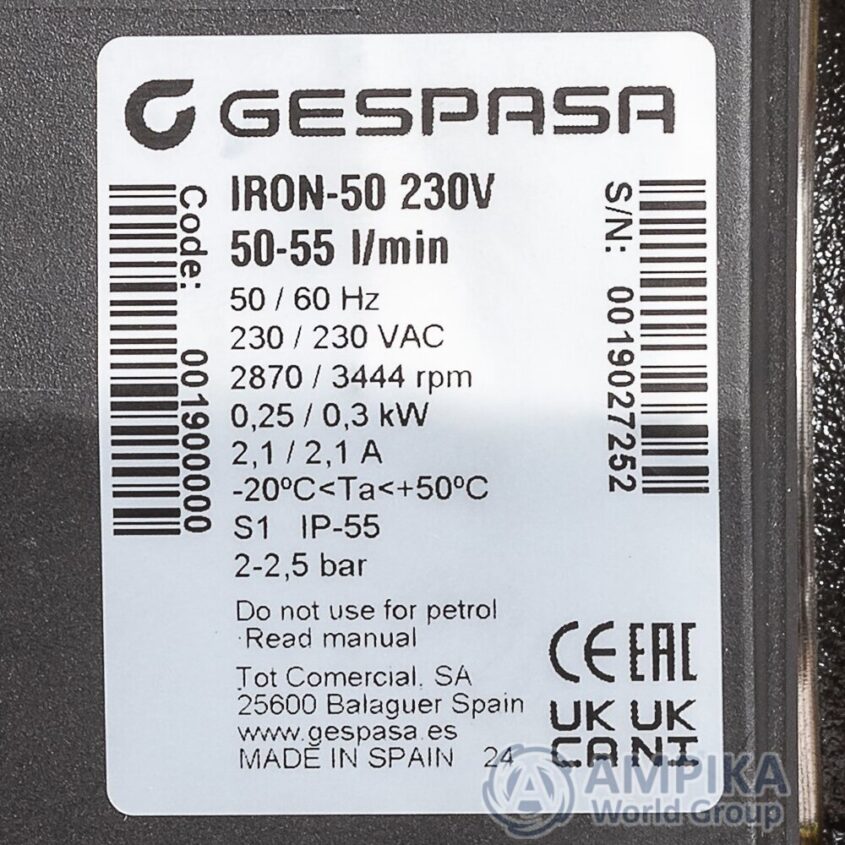 GESPASA
IRON-50 230V
50-55 l/min
50 / 60 Hz
230 / 230 VAC
2870 / 3444 rpm
0,25 / 0,3 kW
2,1 / 2,1 A
-20ºC<Ta<+50ºC
S1 IP-55
2-2,5 bar
Do not use for petrol
Read manual
Tot Comercial, SA
25600 Balaguer Spain
www.gespasa.es
MADE IN SPAIN 24
Code: 001900000
S/N: 0019027252
CE EAC
UK UK
CA NI
AMPIKA
World Group